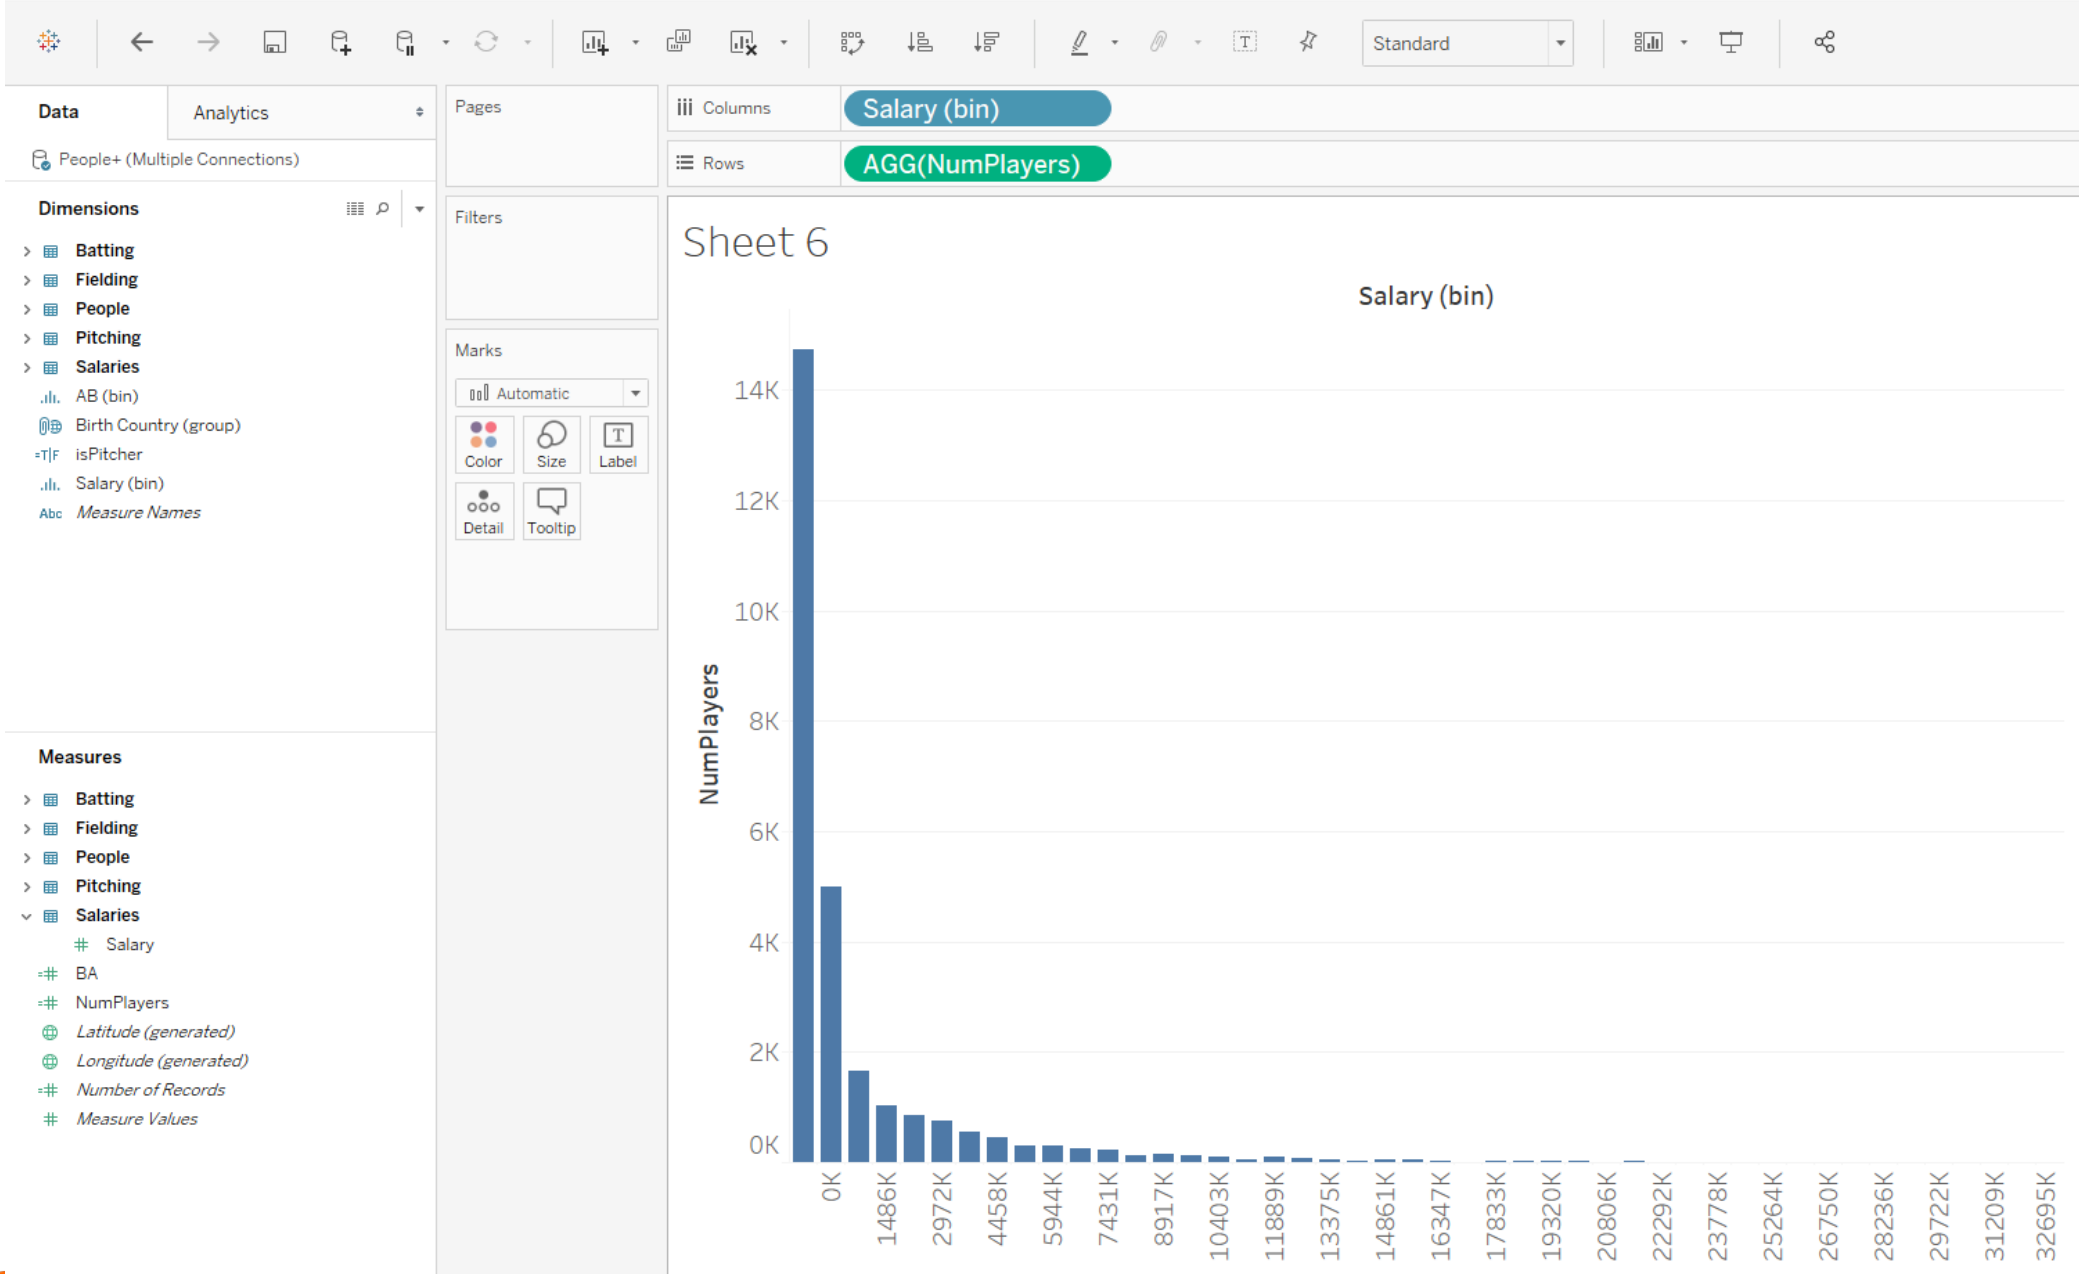 Standard
Data
Analytics
People+ (Multiple Connections)
Dimensions
Batting
Fielding
People
Pitching
Salaries
AB (bin)
Birth Country (group)
=T|F isPitcher
Salary (bin)
Abc Measure Names
Measures
Batting
Fielding
People
Pitching
Salaries
# Salary
=# BA
=# NumPlayers
Latitude (generated)
Longitude (generated)
=# Number of Records
# Measure Values
Pages
Filters
Marks
Automatic
Color
Size
T
Label
Detail
Tooltip
Columns
Salary (bin)
Rows
AGG(NumPlayers)
Sheet 6
Salary (bin)
NumPlayers
14K
12K
10K
8K
6K
4K
2K
0K
0K
1486K
2972K
4458K
5944K
7431K
8917K
10403K
11889K
13375K
14861K
16347K
17833K
19320K
20806K
22292K
23778K
25264K
26750K
28236K
29722K
31209K
32695K